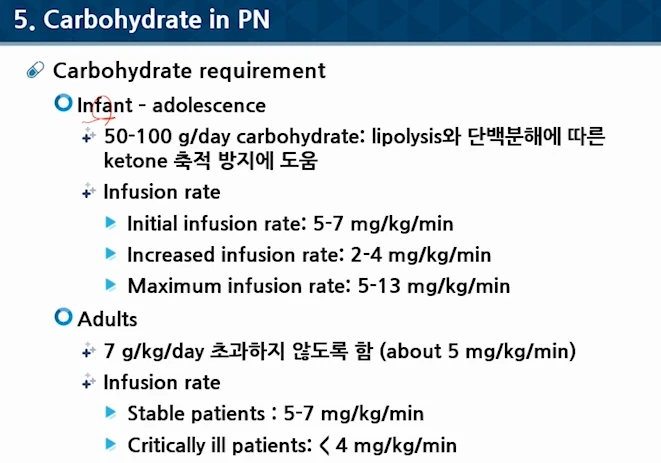 5. Carbohydrate in PN
Carbohydrate requirement
Infant - adolescence
50-100 g/day carbohydrate: lipolysis와 단백분해에 따른
ketone 축적 방지에 도움
Infusion rate
Initial infusion rate: 5-7 mg/kg/min
Increased infusion rate: 2-4 mg/kg/min
Maximum infusion rate: 5-13 mg/kg/min
Adults
7 g/kg/day 초과하지 않도록 함 (about 5 mg/kg/min)
Infusion rate
Stable patients : 5-7 mg/kg/min
Critically ill patients: < 4 mg/kg/min